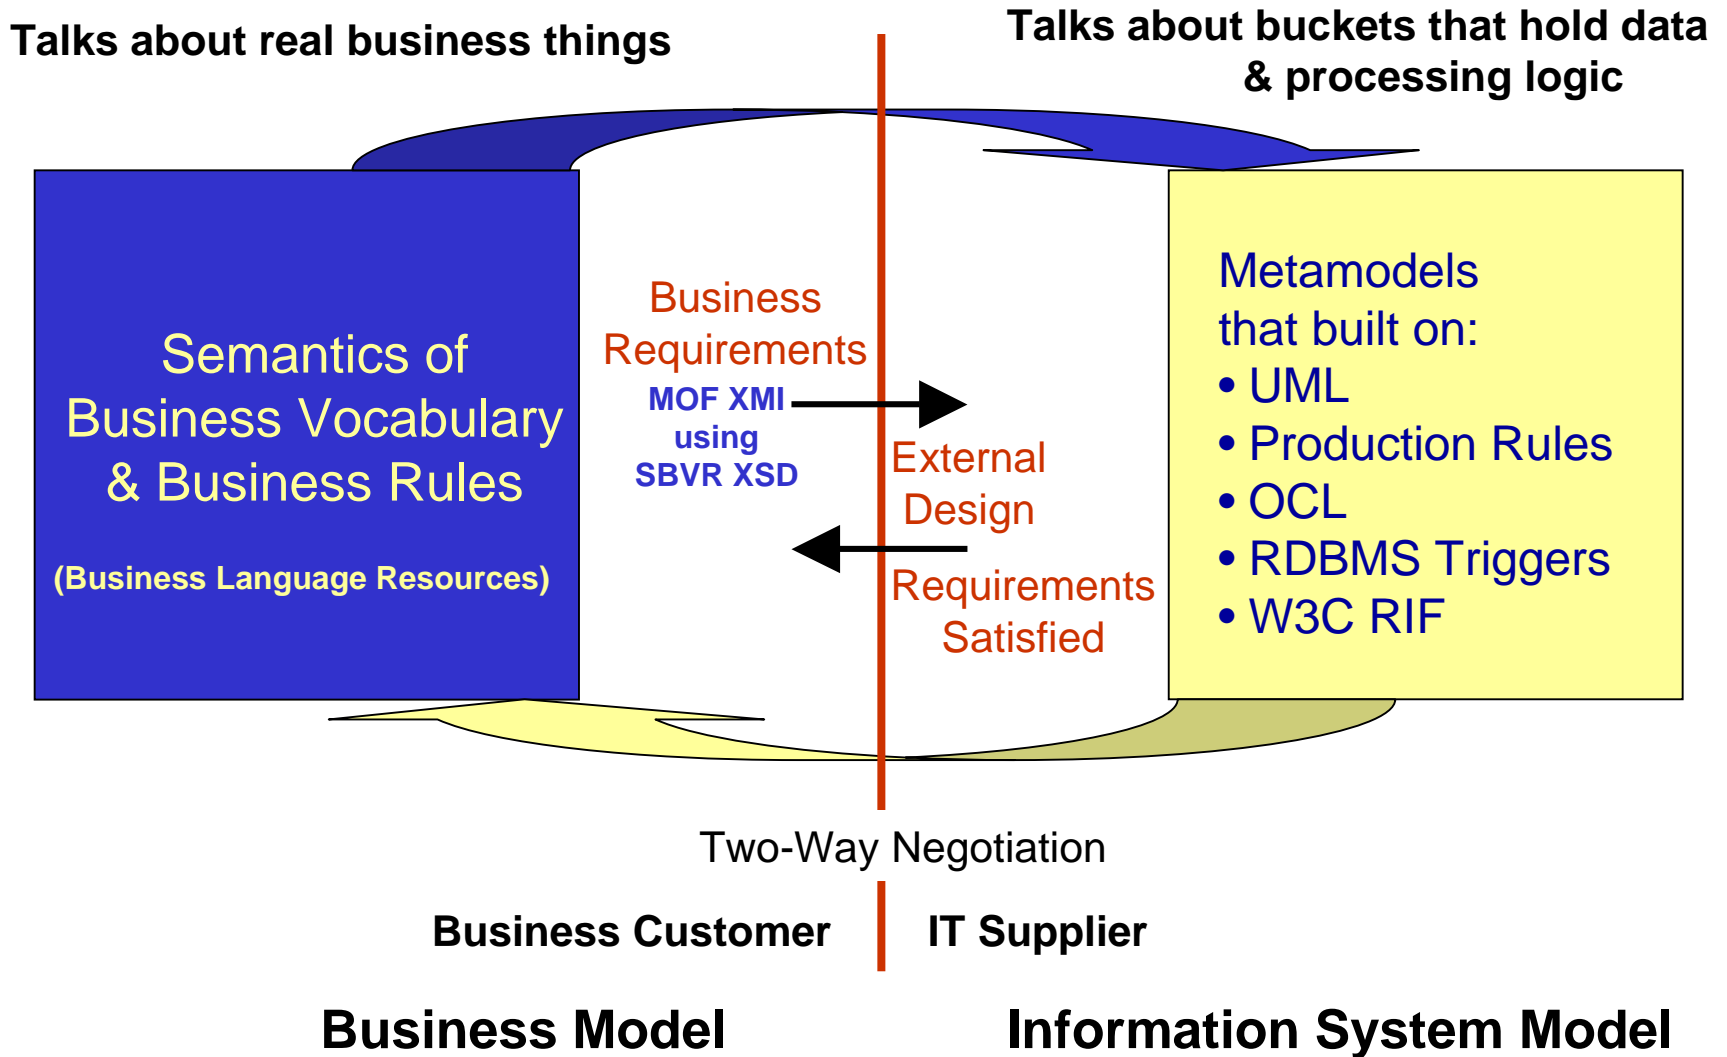 Talks about real business things
Talks about buckets that hold data
& processing logic
Semantics of
Business Vocabulary
& Business Rules
(Business Language Resources)
Business
Requirements
MOF XMI
using
SBVR XSD
External
Design
Requirements
Satisfied
Metamodels
that built on:
• UML
• Production Rules
• OCL
• RDBMS Triggers
• W3C RIF
Two-Way Negotiation
Business Customer
IT Supplier
Business Model
Information System Model